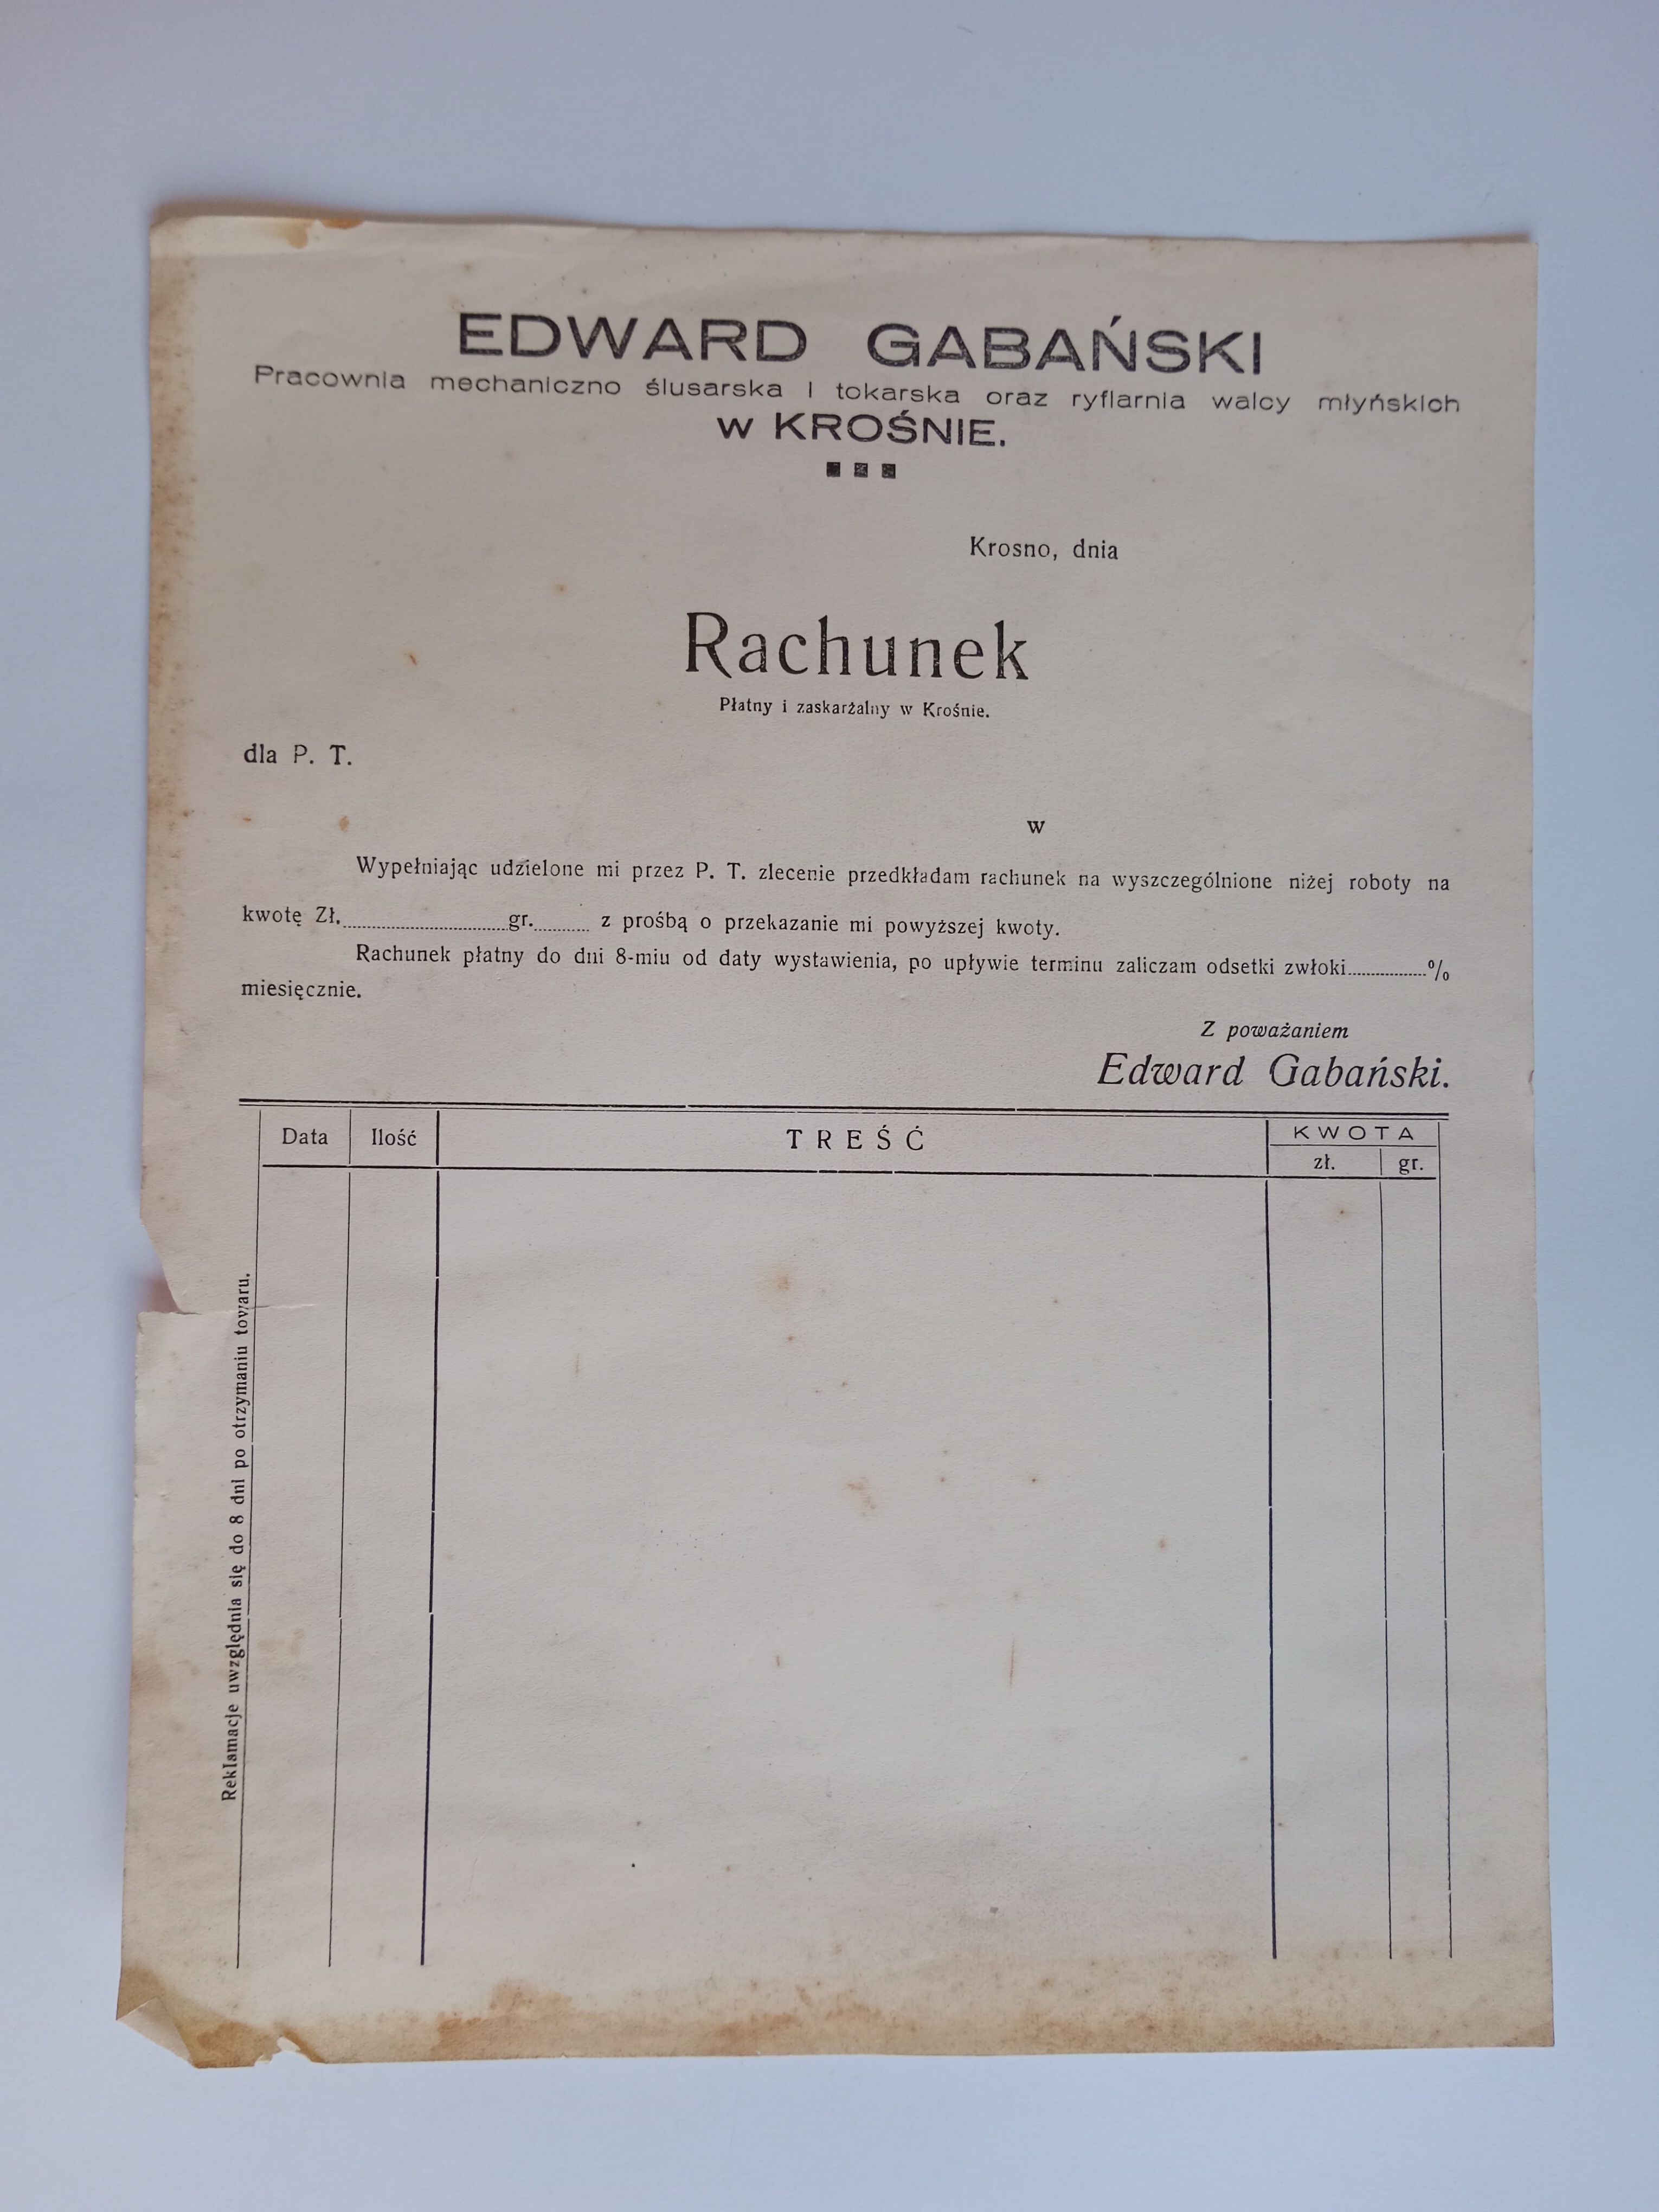 EDWARD GABAŃSKI
Pracownia mechaniczno ślusarska i tokarska oraz ryflarnia walcy młyńskich
w KROŚNIE.
Krosno, dnia
Rachunek
Płatny i zaskarżalny w Krośnie.
dla P. T.
w
Wypełniając udzielone mi przez P. T. zlecenie przedkładam rachunek na wyszczególnione niżej roboty na
kwotę Zł. gr. z prośbą o przekazanie mi powyższej kwoty.
Rachunek płatny do dni 8-miu od daty wystawienia, po upływie terminu zaliczam odsetki zwłoki %
miesięcznie.
Z poważaniem
Edward Gabański.
Data Ilość TREŚĆ KWOTA
zł. gr.
Reklamacje uwzględnia się do 8 dni po otrzymaniu towaru.